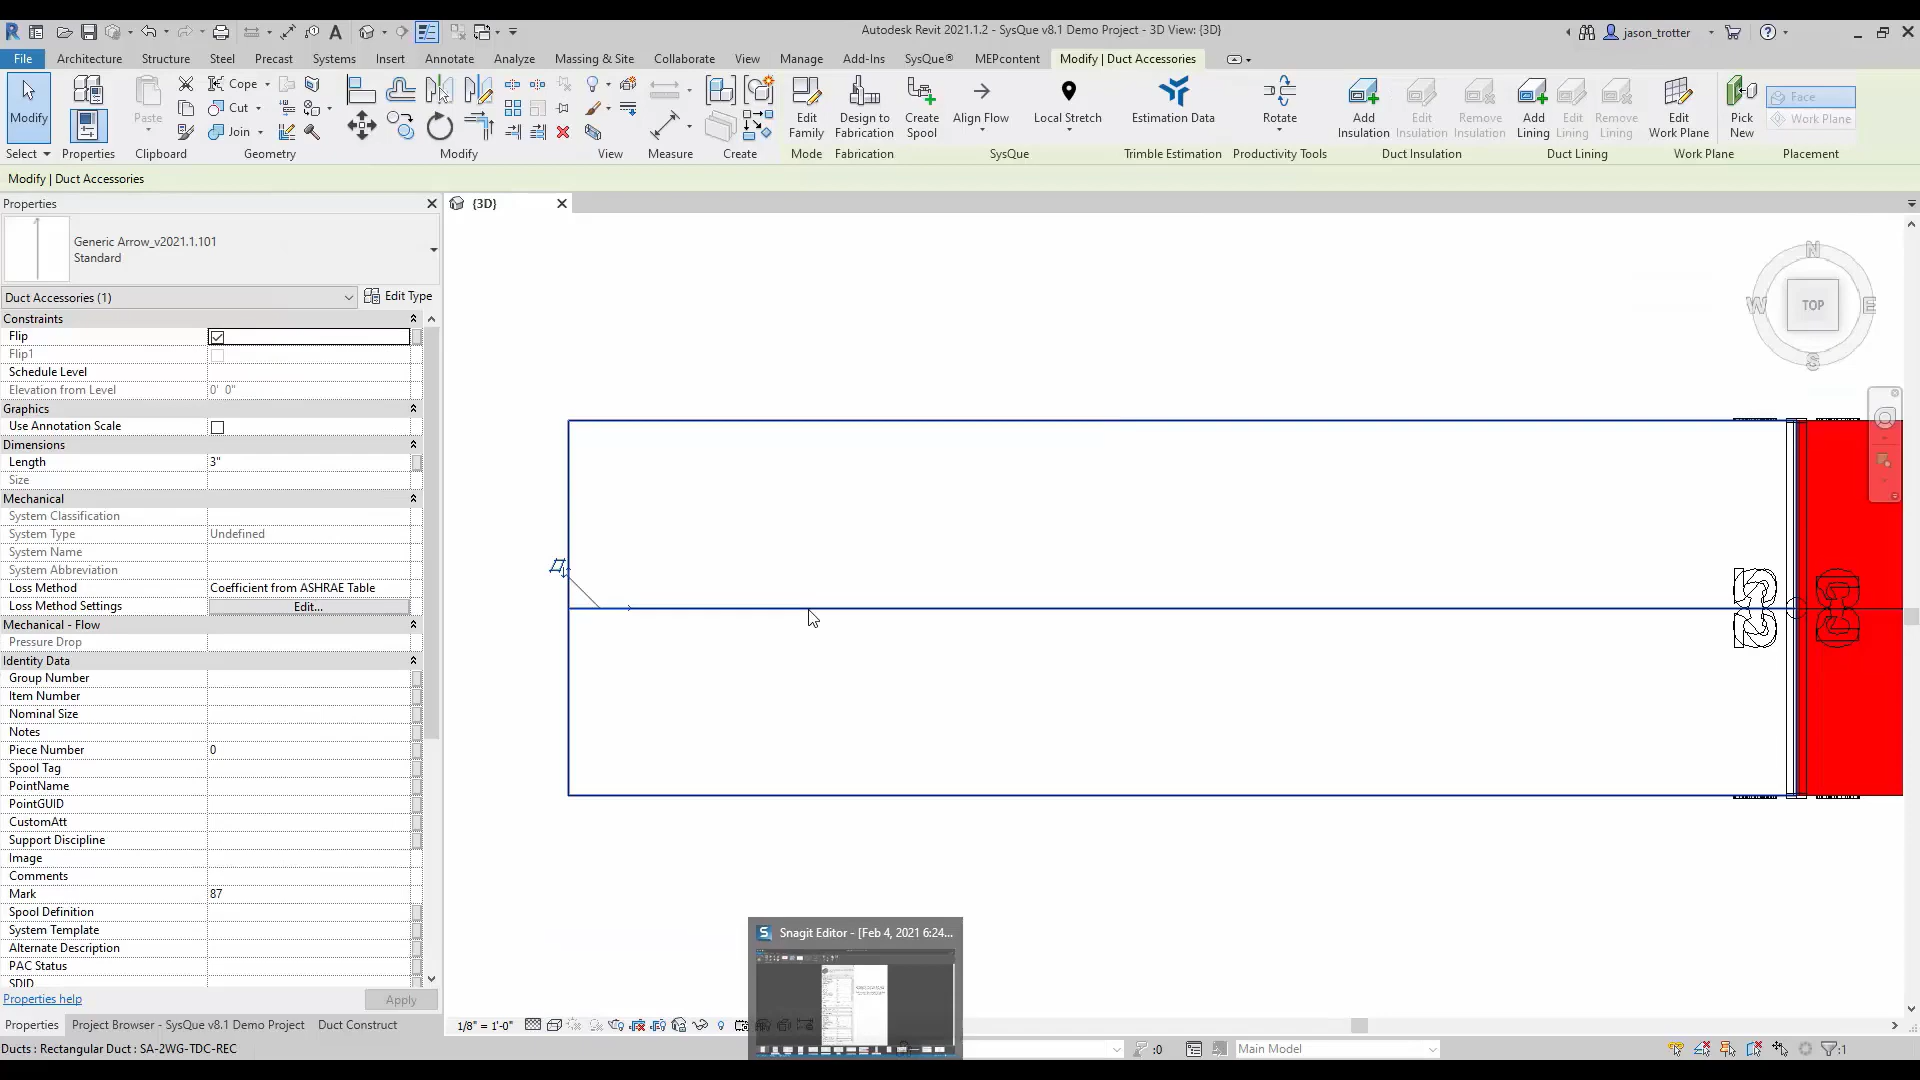 Autodesk Revit 2021.1.2 - SysQue v8.1 Demo Project - 3D View: {3D}
jason_trotter
File Architecture Structure Steel Precast Systems Insert Annotate Analyze Massing & Site Collaborate View Manage Add-Ins SysQue® MEPcontent Modify | Duct Accessories
Modify
Paste
Cope
Cut
Join
Edit Family
Design to Fabrication
Create Spool
Align Flow
Local Stretch
Estimation Data
Rotate
Add Insulation
Edit Insulation
Remove Insulation
Add Lining
Edit Lining
Remove Lining
Edit Work Plane
Pick New
Face
Work Plane
Select Properties Clipboard Geometry Modify View Measure Create Mode Fabrication SysQue Trimble Estimation Productivity Tools Duct Insulation Duct Lining Work Plane Placement
Modify | Duct Accessories
Properties
{3D}
Generic Arrow_v2021.1.101
Standard
Duct Accessories (1)
Edit Type
Constraints
Flip
Flip1
Schedule Level
Elevation from Level 0' 0"
Graphics
Use Annotation Scale
Dimensions
Length 3"
Size
Mechanical
System Classification
System Type Undefined
System Name
System Abbreviation
Loss Method Coefficient from ASHRAE Table
Loss Method Settings Edit...
Mechanical - Flow
Pressure Drop
Identity Data
Group Number
Item Number
Nominal Size
Notes
Piece Number 0
Spool Tag
PointName
PointGUID
CustomAtt
Support Discipline
Image
Comments
Mark 87
Spool Definition
System Template
Alternate Description
PAC Status
SDID
Properties help
Apply
Properties Project Browser - SysQue v8.1 Demo Project Duct Construct
N
W TOP E
S
Snagit Editor - [Feb 4, 2021 6:24...
1/8" = 1'-0"
Ducts : Rectangular Duct : SA-2WG-TDC-REC
:0
Main Model
:1